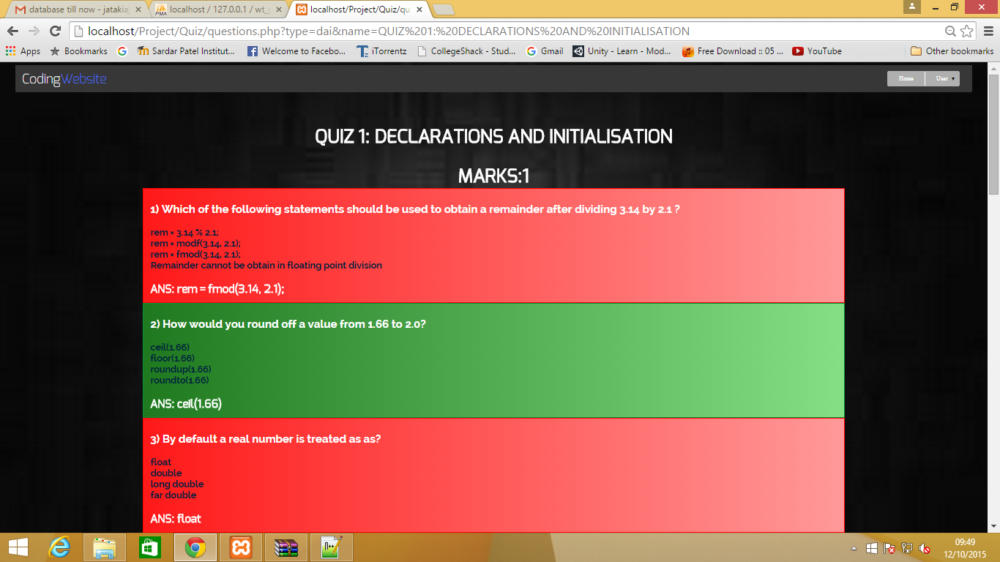 database till now - jatakia
localhost / 127.0.0.1 / wt_
localhost/Project/Quiz/qu
localhost/Project/Quiz/questions.php?type=dai&name=QUIZ%201:%20DECLARATIONS%20AND%20INITIALISATION
Apps Bookmarks Sardar Patel Institut... Welcome to Facebo... iTorrentz CollegeShack - Stud... Gmail Unity - Learn - Mod... Free Download :: 05 ... YouTube Other bookmarks
CodingWebsite Home User
QUIZ 1: DECLARATIONS AND INITIALISATION
MARKS:1
1) Which of the following statements should be used to obtain a remainder after dividing 3.14 by 2.1 ?
rem = 3.14 % 2.1;
rem = modf(3.14, 2.1);
rem = fmod(3.14, 2.1);
Remainder cannot be obtain in floating point division
ANS: rem = fmod(3.14, 2.1);
2) How would you round off a value from 1.66 to 2.0?
ceil(1.66)
floor(1.66)
roundup(1.66)
roundto(1.66)
ANS: ceil(1.66)
3) By default a real number is treated as as?
float
double
long double
far double
ANS: float
09:49
12/10/2015